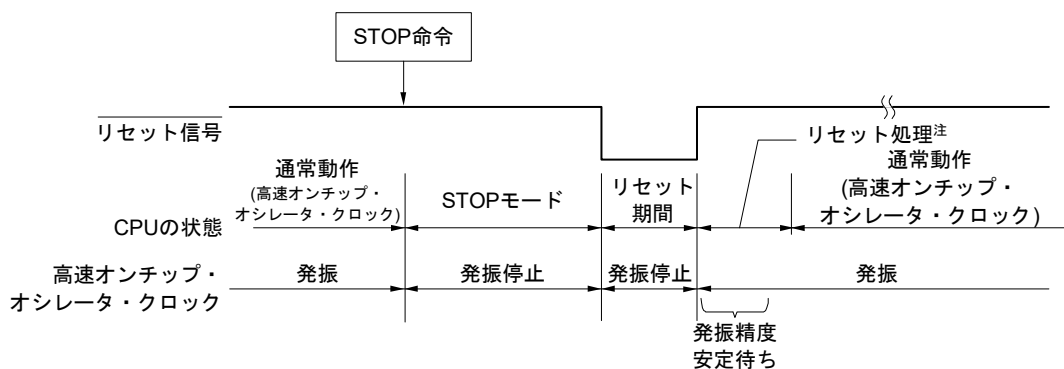 STOP命令
リセット信号
リセット処理注
通常動作
(高速オンチップ・
オシレータ・クロック)
STOPモード
リセット
期間
通常動作
(高速オンチップ・
オシレータ・クロック)
CPUの状態
高速オンチップ・
オシレータ・クロック
発振
発振停止
発振停止
発振
発振精度
安定待ち